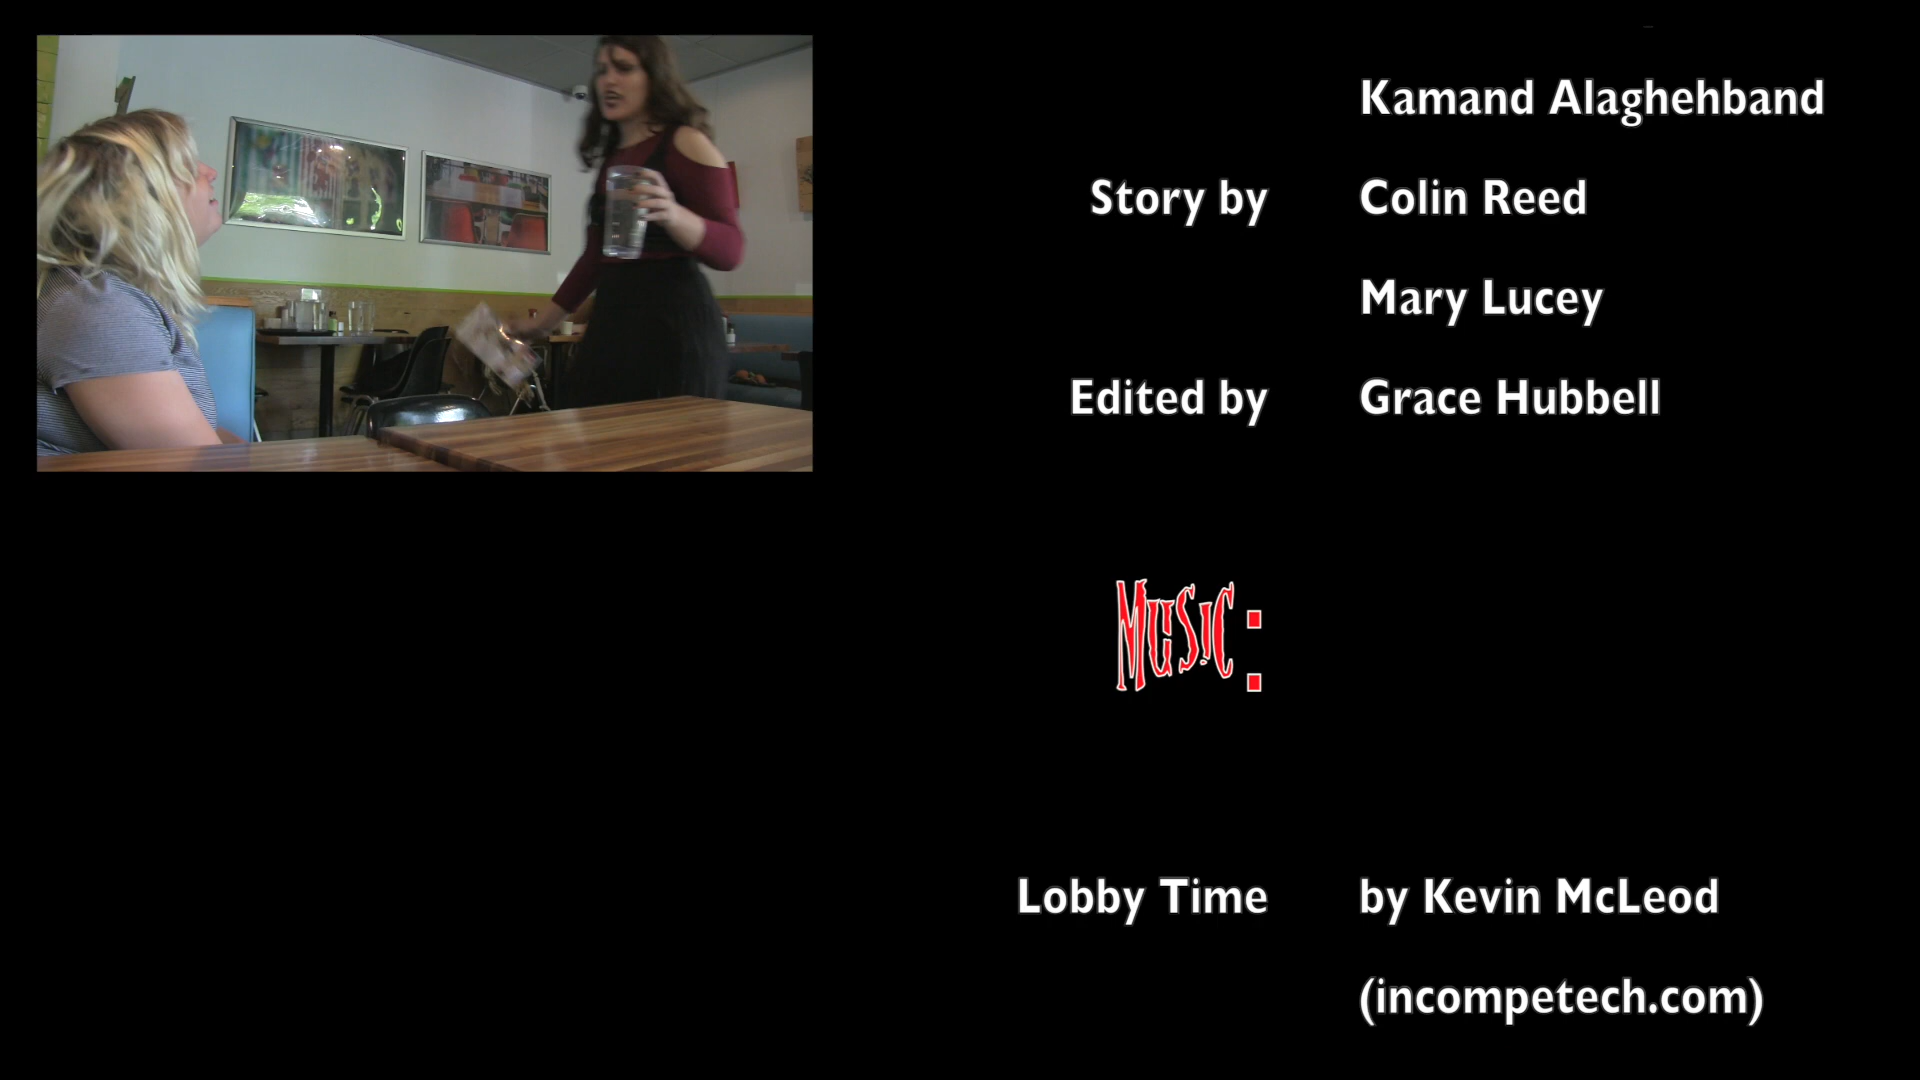 Kamand Alaghehband
Story by Colin Reed
Mary Lucey
Edited by Grace Hubbell
Music:
Lobby Time by Kevin McLeod
(incompetech.com)